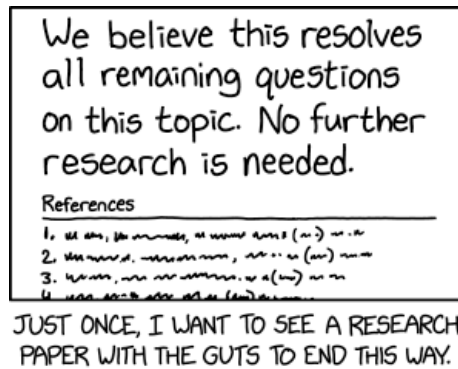 We believe this resolves
all remaining questions
on this topic. No further
research is needed.
References
1.
2.
3.
4.
JUST ONCE, I WANT TO SEE A RESEARCH
PAPER WITH THE GUTS TO END THIS WAY.